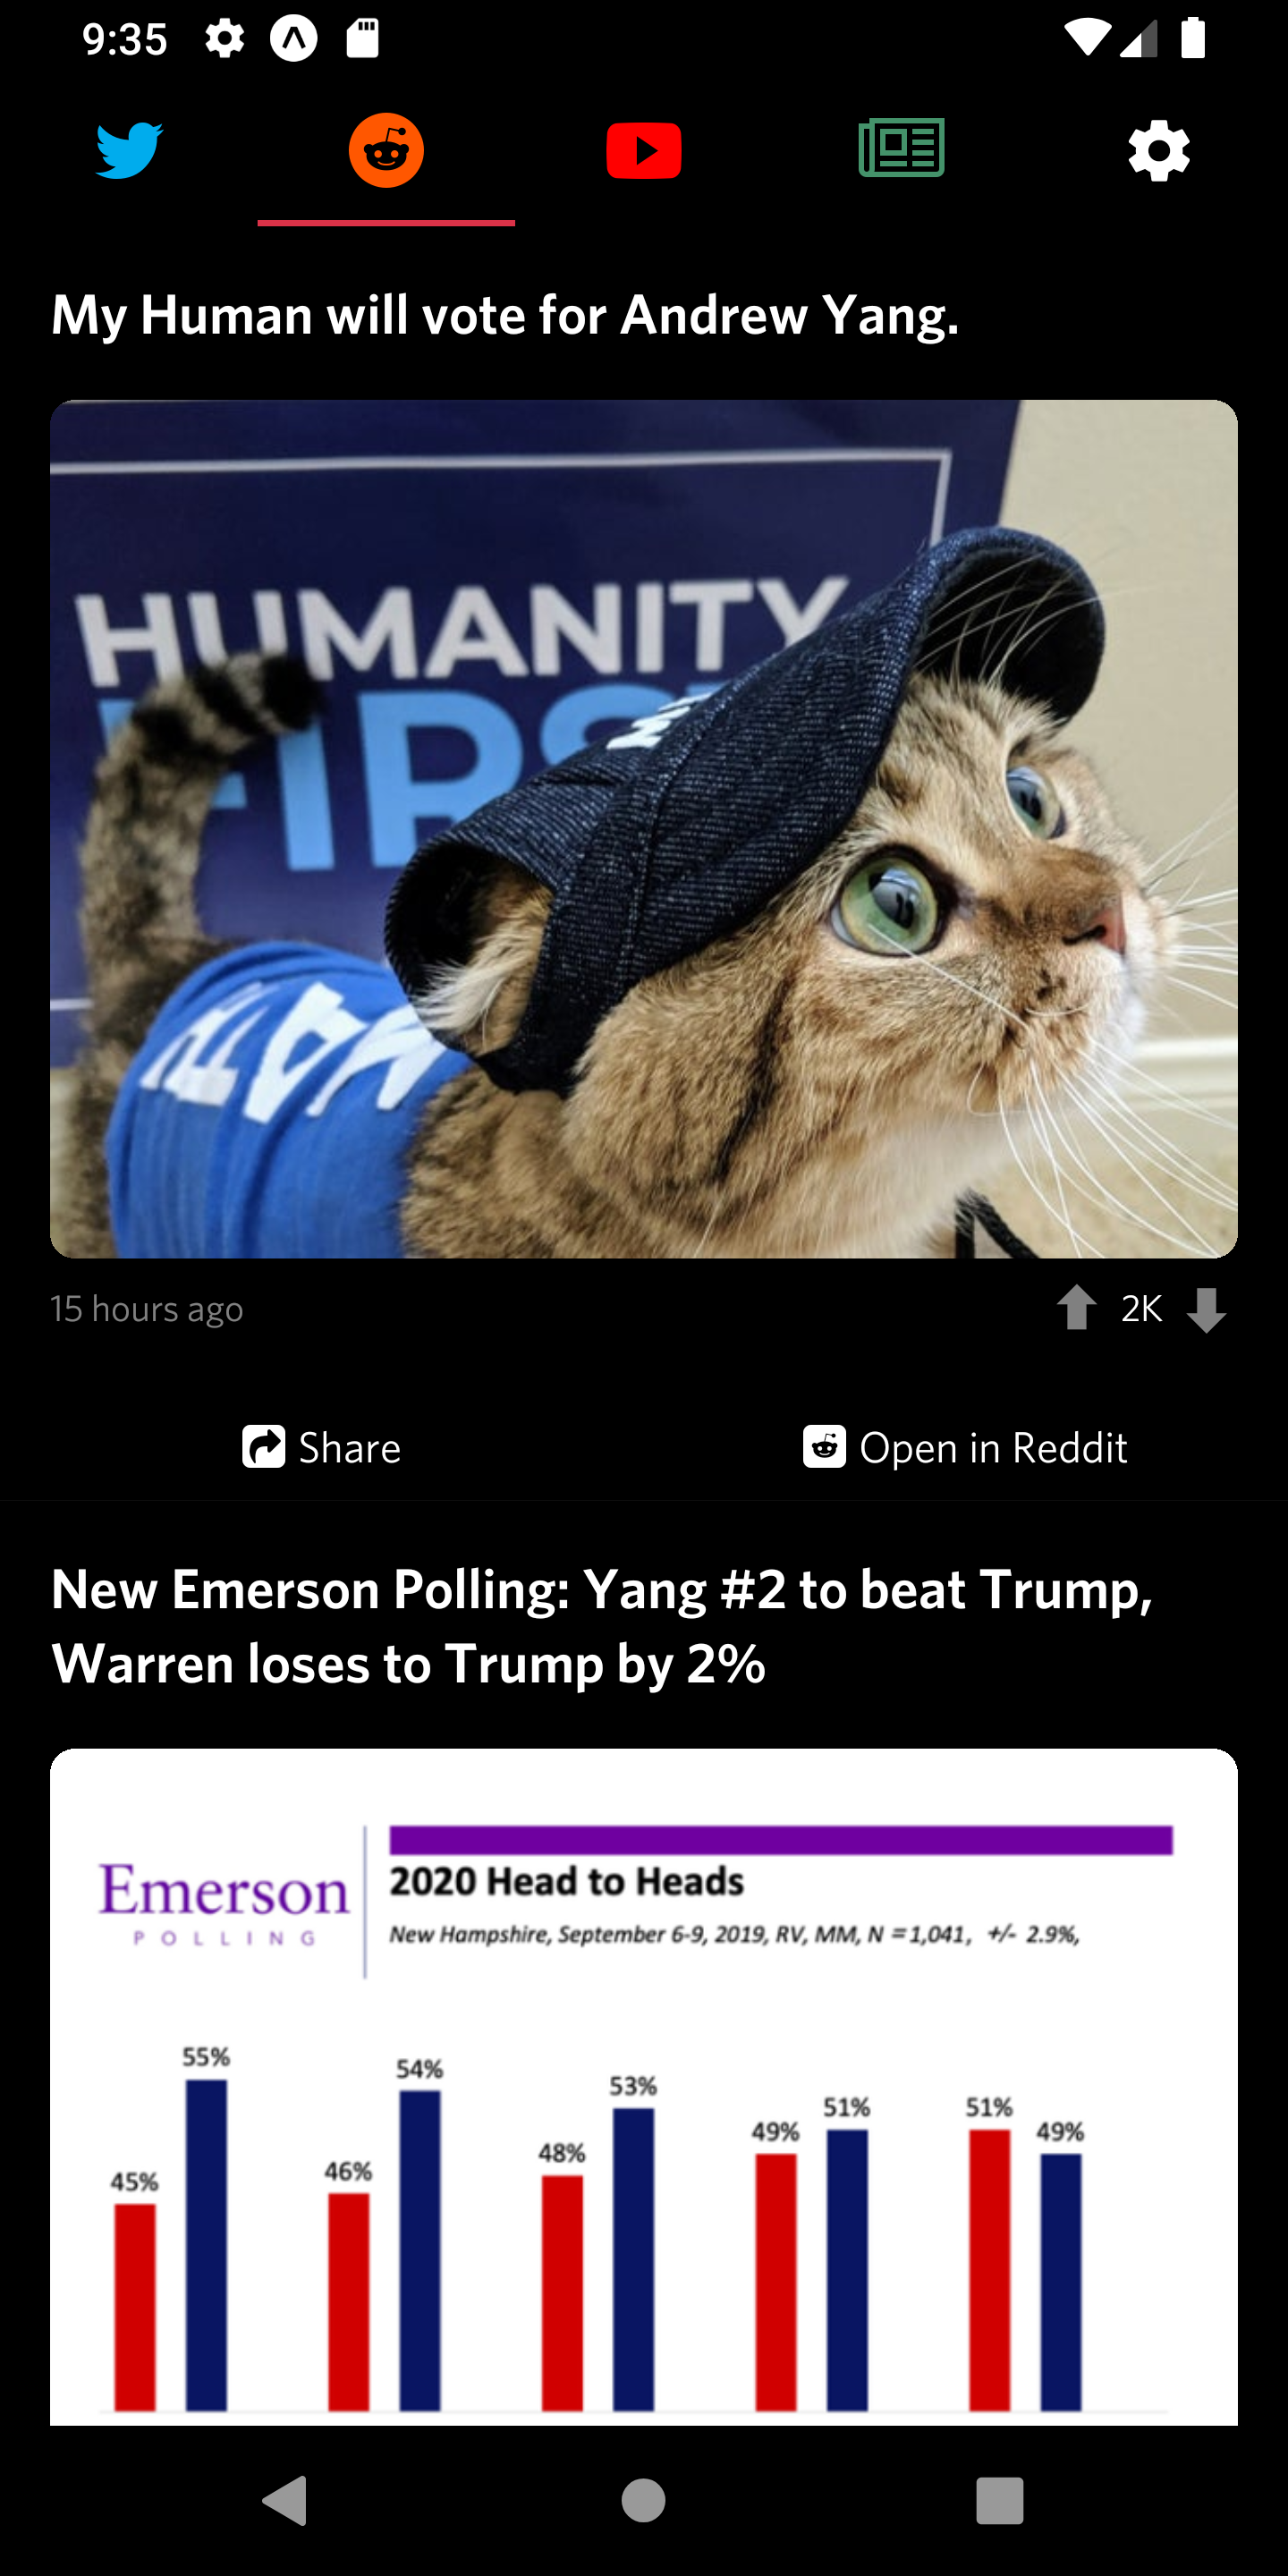 9:35
My Human will vote for Andrew Yang.
HUMANITY
FIRS
MATH
15 hours ago
2K
Share
Open in Reddit
New Emerson Polling: Yang #2 to beat Trump,
Warren loses to Trump by 2%
Emerson
POLLING
2020 Head to Heads
New Hampshire, September 6-9, 2019, RV, MM, N =1,041, +/- 2.9%,
45% 55% 46% 54% 48% 53% 49% 51% 51% 49%